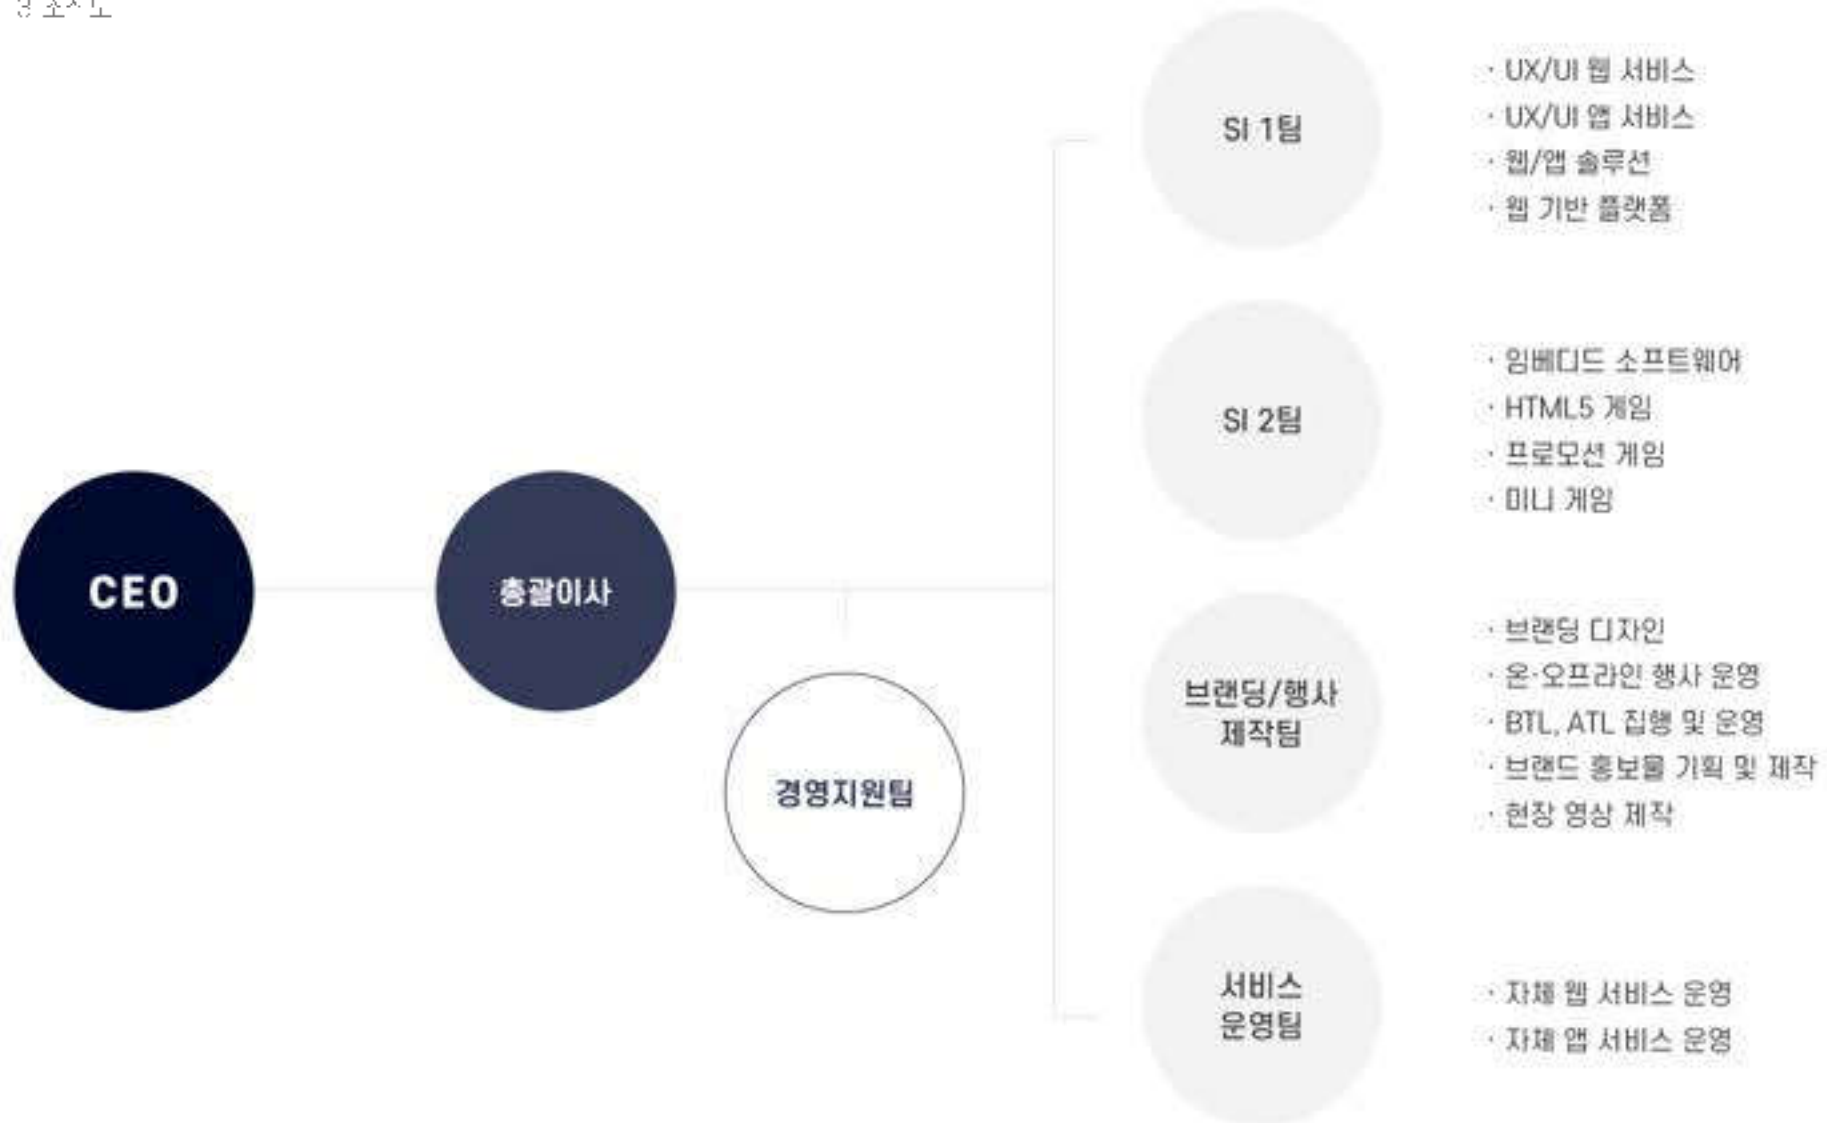 SI 1팀
· UX/UI 웹 서비스
· UX/UI 앱 서비스
· 웹/앱 솔루션
· 웹 기반 플랫폼
SI 2팀
· 임베디드 소프트웨어
· HTML5 게임
· 프로모션 게임
· 미니 게임
CEO
총괄이사
경영지원팀
브랜딩/행사
제작팀
· 브랜딩 디자인
· 온·오프라인 행사 운영
· BTL, ATL 집행 및 운영
· 브랜드 홍보물 기획 및 제작
· 현장 영상 제작
서비스
운영팀
· 자체 웹 서비스 운영
· 자체 앱 서비스 운영